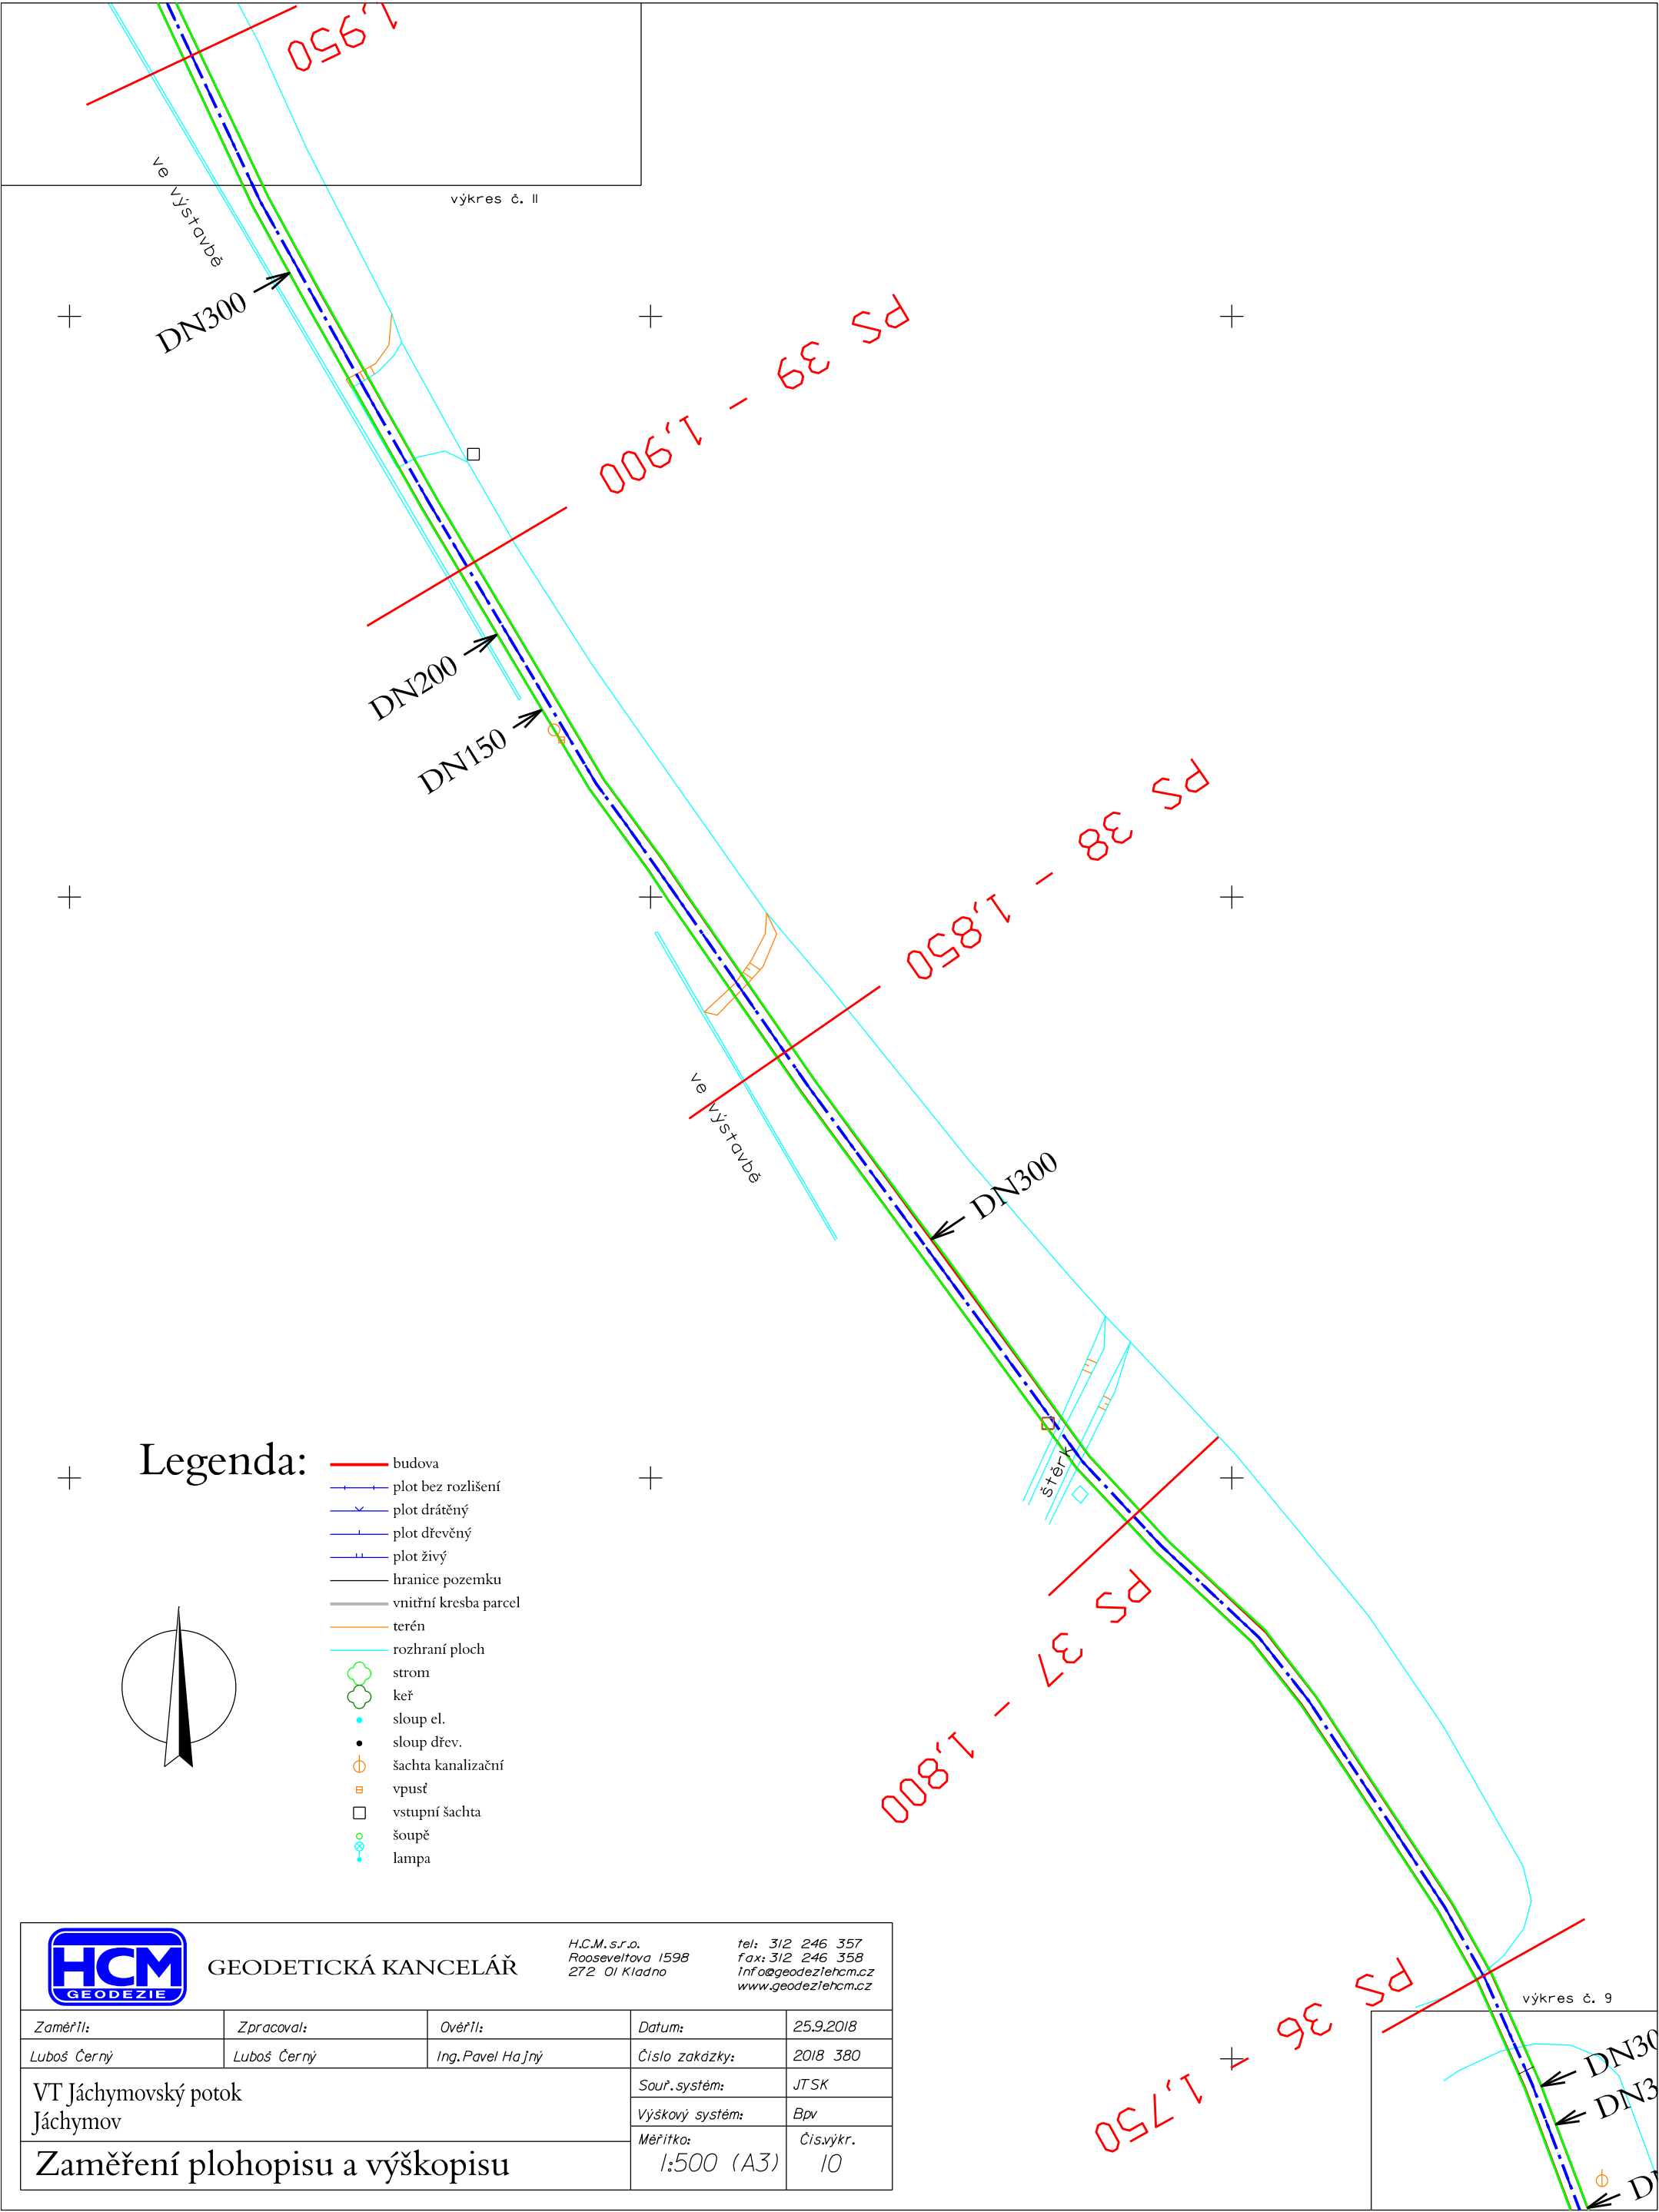 1,950
výkres č. 11
ve výstavbě
DN300
PS 39 – 1,900
DN200
DN150
PS 38 – 1,850
ve výstavbě
DN300
štěrk
PS 37 – 1,800
Legenda:
budova
plot bez rozlišení
plot drátěný
plot dřevěný
plot živý
hranice pozemku
vnitřní kresba parcel
terén
rozhraní ploch
strom
keř
sloup el.
sloup dřev.
šachta kanalizační
vpusť
vstupní šachta
šoupě
lampa
PS 36 – 1,750
výkres č. 9
DN30
DN3
HCM
GEODEZIE
GEODETICKÁ KANCELÁŘ
H.C.M. s.r.o.
Rooseveltova 1598
272 01 Kladno
tel: 312 246 357
fax: 312 246 358
info@geodeziehcm.cz
www.geodeziehcm.cz
Zaměřil: Zpracoval: Ověřil: Datum: 25.9.2018
Luboš Černý Luboš Černý Ing. Pavel Hajný Číslo zakázky: 2018 380
VT Jáchymovský potok
Jáchymov
Souř. systém: JTSK
Výškový systém: Bpv
Měřítko: 1:500 (A3)
Čís.výkr. 10
Zaměření plohopisu a výškopisu